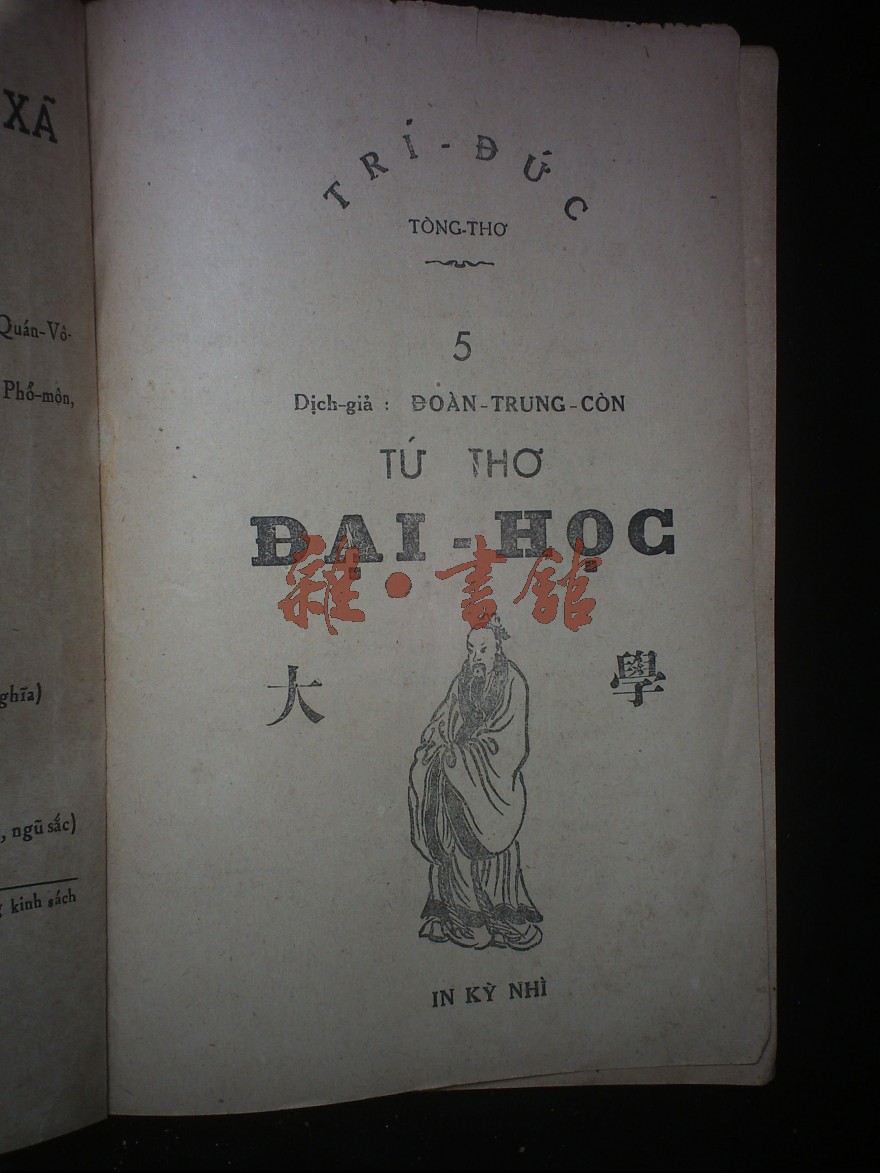 XÃ
Quán-Vô-
Phổ-môn,
ghĩa)
, ngũ sắc)
kinh sách
TRÍ-ĐỨC
TÒNG-THƠ
5
Dịch-giả : ĐOÀN-TRUNG-CÒN
TỨ THƠ
ĐẠI-HỌC
雜·書館
大 學
IN KỲ NHÌ